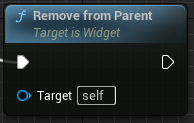 f Remove from Parent
Target is Widget
Target self